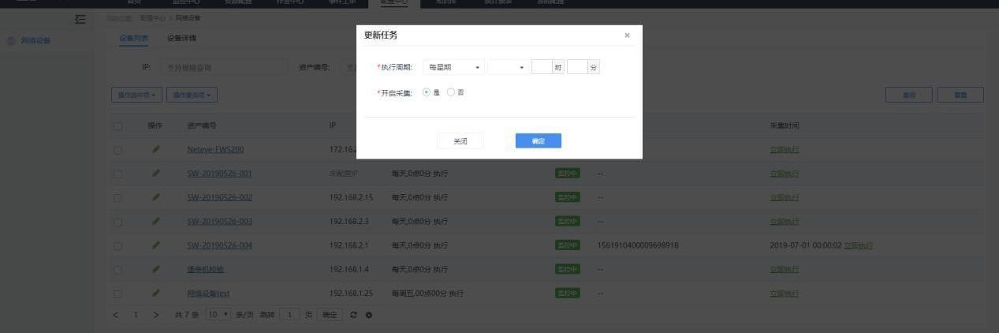 首页 监控中心 资源配置 作业中心 事件工单 配置中心 知识库 统计报表 系统配置
当前位置: 配置中心 > 网络设备
网络设备
设备列表 设备详情
IP: 支持模糊查询 资产编号: 支
操作选中项 操作查询项 查询 重置
更新任务 ×
*执行周期: 每星期 时 分
*开启采集: 是 否
关闭 确定
操作 资产编号 IP 采集时间
Neteye-FW5200 172.16.2 立即执行
SW-20190526-001 未配置IP 每天,0点0分 执行 监控中 -- 立即执行
SW-20190526-002 192.168.2.15 每天,0点0分 执行 监控中 -- 立即执行
SW-20190526-003 192.168.2.3 每天,0点0分 执行 监控中 -- 立即执行
SW-20190526-004 192.168.2.1 每天,0点0分 执行 监控中 1561910400009698918 2019-07-01 00:00:02 立即执行
堡垒机校验 192.168.1.4 每天,0点0分 执行 监控中 -- 立即执行
网络设备test 192.168.1.25 每周五,00点00分 执行 监控中 -- 立即执行
< 1 > 共 7 条 10 条/页 跳转 1 页 确定